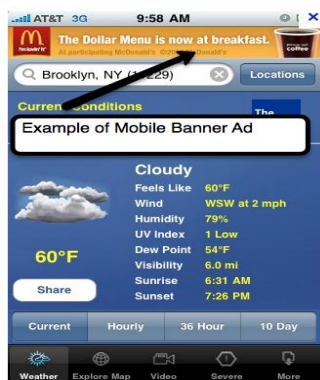 AT&T 3G 9:58 AM
The Dollar Menu is now at breakfast.
At participating McDonald's
Brooklyn, NY
Locations
Current Conditions
The
Example of Mobile Banner Ad
Cloudy
Feels Like 60°F
Wind WSW at 2 mph
Humidity 79%
UV Index 1 Low
Dew Point 54°F
60°F
Visibility 6.0 mi
Sunrise 6:31 AM
Share
Sunset 7:26 PM
Current Hourly 36 Hour 10 Day
Weather Explore Map Video Severe More